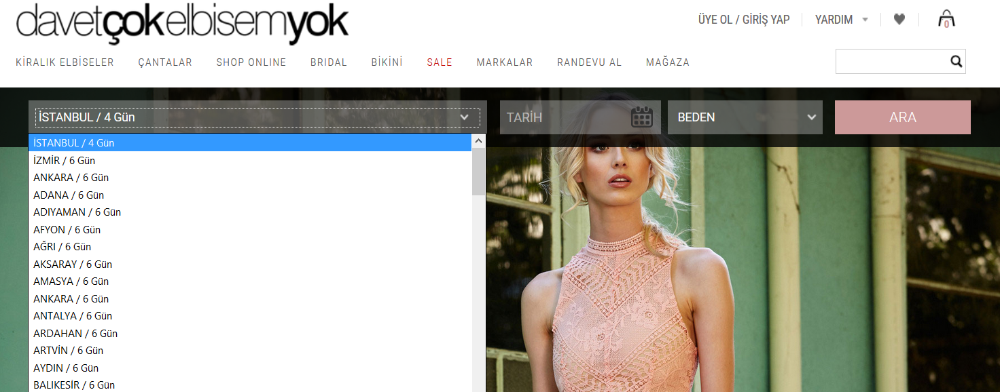 davetçokelbisemyok
ÜYE OL / GİRİŞ YAP
YARDIM
0
KİRALIK ELBİSELER
ÇANTALAR
SHOP ONLINE
BRIDAL
BİKİNİ
SALE
MARKALAR
RANDEVU AL
MAĞAZA
İSTANBUL / 4 Gün
TARİH
BEDEN
ARA
İSTANBUL / 4 Gün
İZMİR / 6 Gün
ANKARA / 6 Gün
ADANA / 6 Gün
ADIYAMAN / 6 Gün
AFYON / 6 Gün
AĞRI / 6 Gün
AKSARAY / 6 Gün
AMASYA / 6 Gün
ANKARA / 6 Gün
ANTALYA / 6 Gün
ARDAHAN / 6 Gün
ARTVİN / 6 Gün
AYDIN / 6 Gün
BALIKESİR / 6 Gün